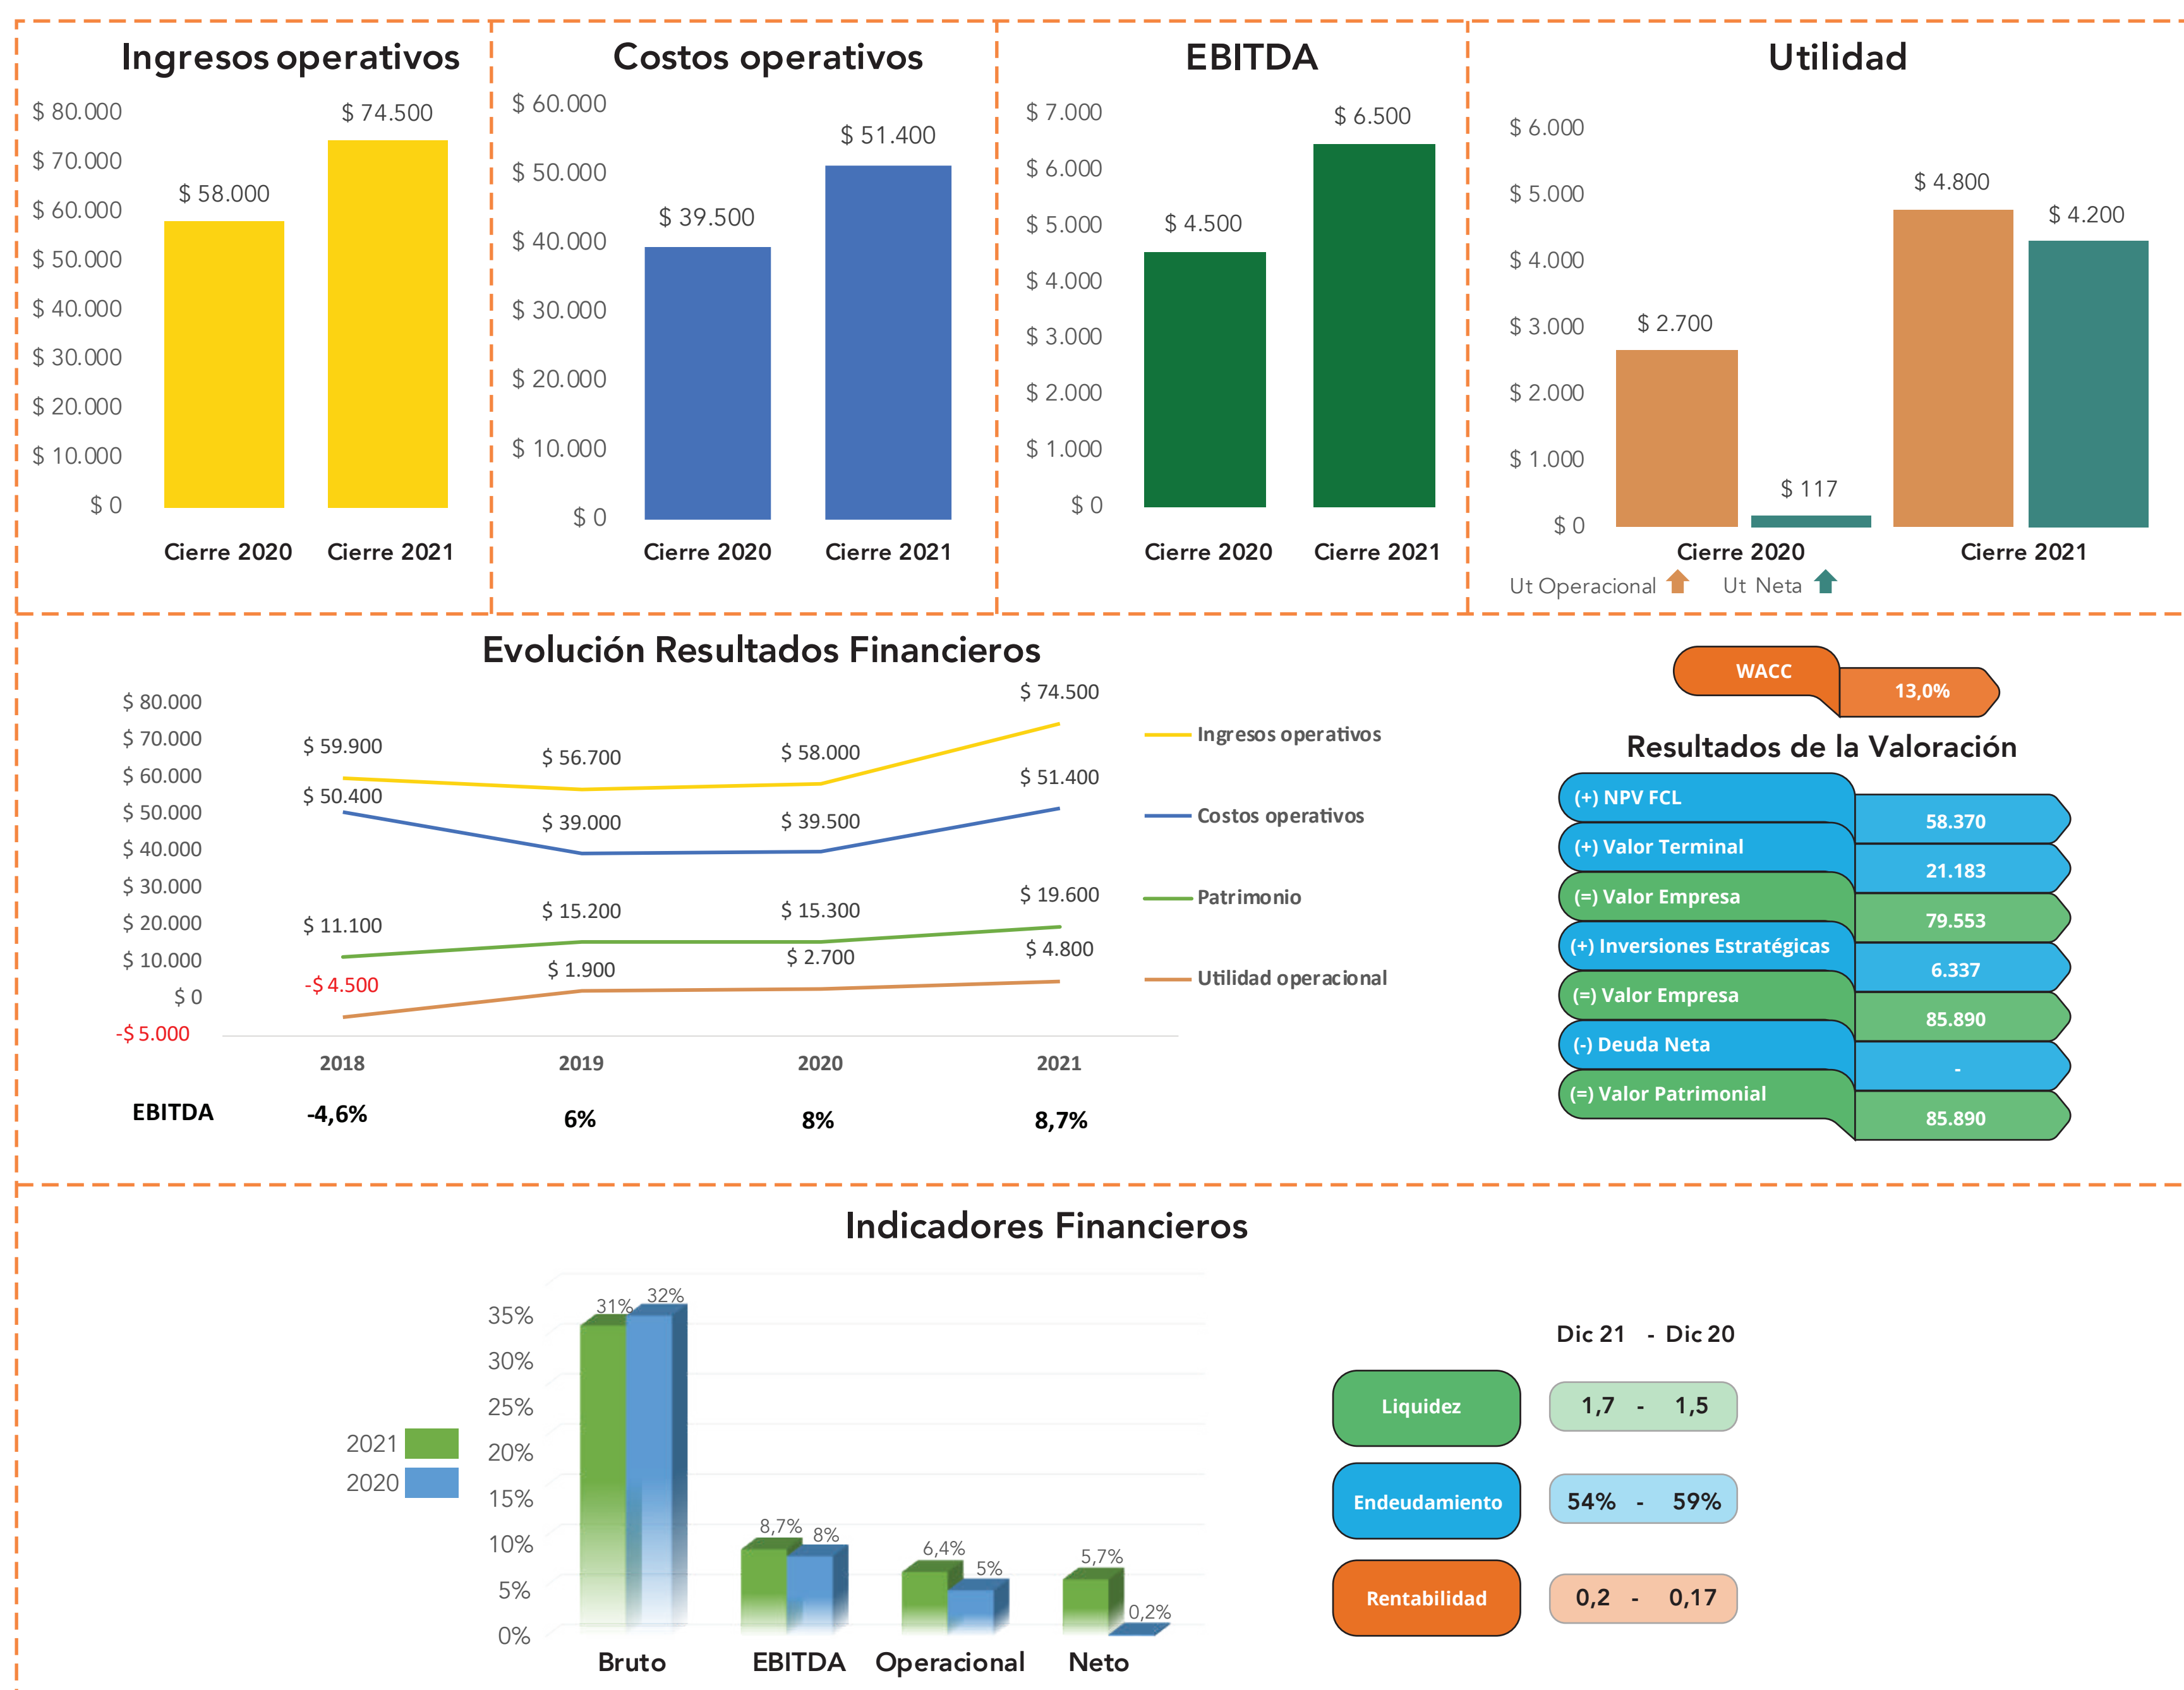 Ingresos operativos
$ 80.000
$ 70.000
$ 60.000
$ 50.000
$ 40.000
$ 30.000
$ 20.000
$ 10.000
$ 0
$ 58.000
$ 74.500
Cierre 2020
Cierre 2021
Costos operativos
$ 60.000
$ 50.000
$ 40.000
$ 30.000
$ 20.000
$ 10.000
$ 0
$ 39.500
$ 51.400
Cierre 2020
Cierre 2021
EBITDA
$ 7.000
$ 6.000
$ 5.000
$ 4.000
$ 3.000
$ 2.000
$ 1.000
$ 0
$ 4.500
$ 6.500
Cierre 2020
Cierre 2021
Utilidad
$ 6.000
$ 5.000
$ 4.000
$ 3.000
$ 2.000
$ 1.000
$ 0
$ 2.700
$ 117
$ 4.800
$ 4.200
Cierre 2020
Cierre 2021
Ut Operacional
Ut Neta
Evolución Resultados Financieros
$ 80.000
$ 70.000
$ 60.000
$ 50.000
$ 40.000
$ 30.000
$ 20.000
$ 10.000
$ 0
-$ 5.000
$ 59.900
$ 56.700
$ 58.000
$ 74.500
$ 50.400
$ 39.000
$ 39.500
$ 51.400
$ 11.100
$ 15.200
$ 15.300
$ 19.600
-$ 4.500
$ 1.900
$ 2.700
$ 4.800
Ingresos operativos
Costos operativos
Patrimonio
Utilidad operacional
2018
2019
2020
2021
EBITDA
-4,6%
6%
8%
8,7%
WACC
13,0%
Resultados de la Valoración
(+) NPV FCL
58.370
(+) Valor Terminal
21.183
(=) Valor Empresa
79.553
(+) Inversiones Estratégicas
6.337
(=) Valor Empresa
85.890
(-) Deuda Neta
-
(=) Valor Patrimonial
85.890
Indicadores Financieros
2021
2020
35%
30%
25%
20%
15%
10%
5%
0%
31%
32%
8,7%
8%
6,4%
5%
5,7%
0,2%
Bruto
EBITDA
Operacional
Neto
Dic 21 - Dic 20
Liquidez
1,7 - 1,5
Endeudamiento
54% - 59%
Rentabilidad
0,2 - 0,17